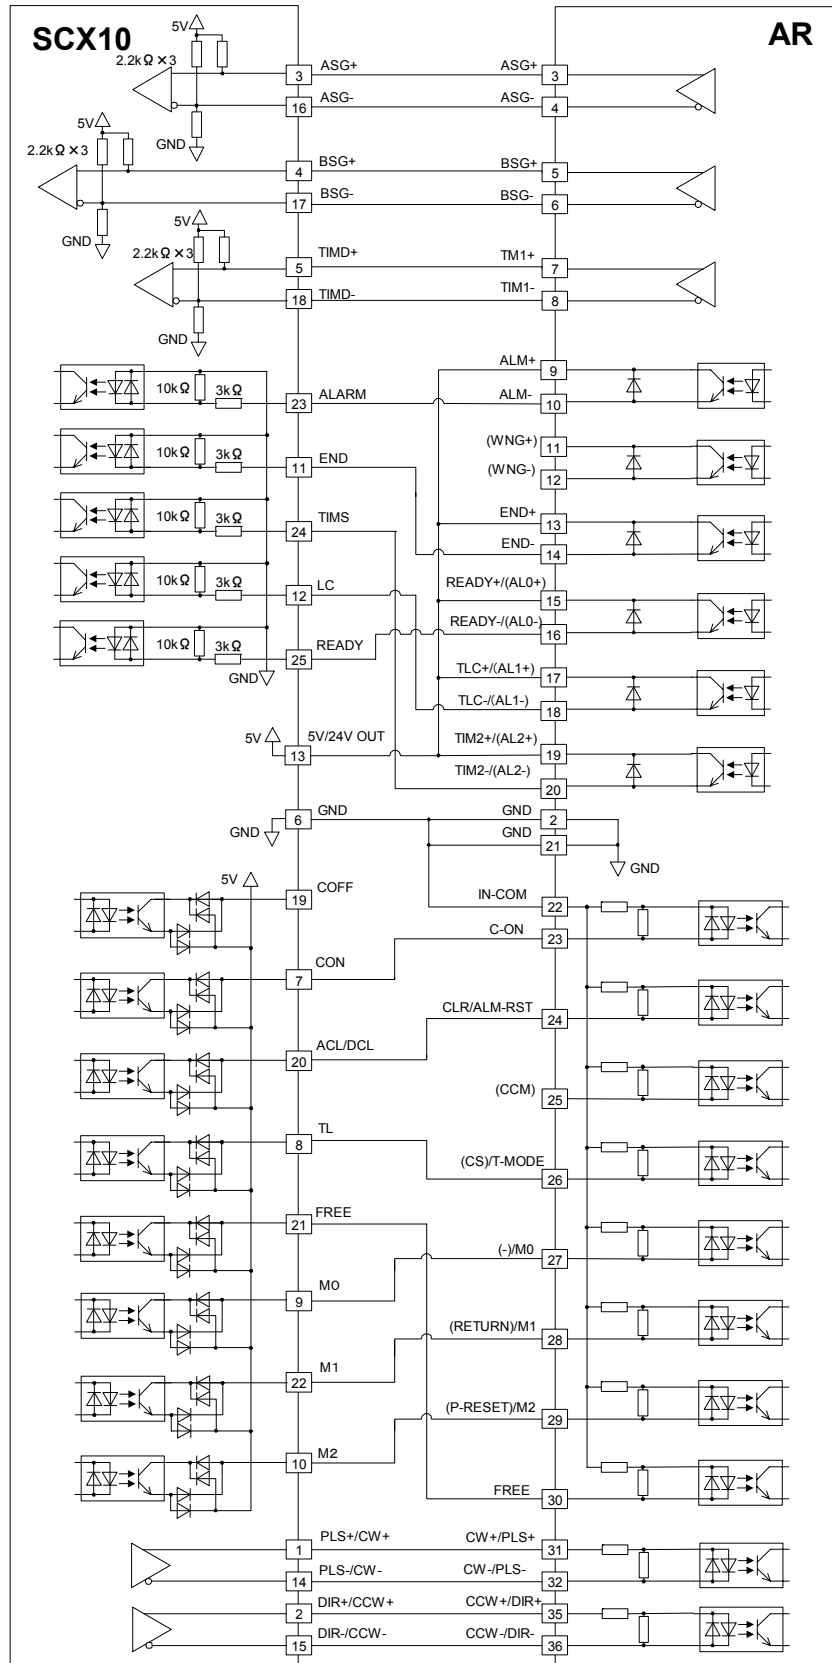 SCX10
AR
5V
2.2kΩ×3
3 ASG+ ASG+ 3
16 ASG- ASG- 4
GND
5V
2.2kΩ×3
4 BSG+ BSG+ 5
17 BSG- BSG- 6
GND
5V
2.2kΩ×3
5 TIMD+ TM1+ 7
18 TIMD- TIM1- 8
GND
ALM+ 9
10kΩ 3kΩ 23 ALARM ALM- 10
(WNG+) 11
10kΩ 3kΩ 11 END (WNG-) 12
END+ 13
10kΩ 3kΩ 24 TIMS END- 14
READY+/(AL0+) 15
10kΩ 3kΩ 12 LC
READY-/(AL0-) 16
10kΩ 3kΩ 25 READY
GND
TLC+/(AL1+) 17
TLC-/(AL1-) 18
5V 13 5V/24V OUT TIM2+/(AL2+) 19
TIM2-/(AL2-) 20
GND 6 GND GND 2
GND 21
GND
5V
19 COFF IN-COM 22
C-ON 23
7 CON
CLR/ALM-RST 24
20 ACL/DCL
(CCM) 25
8 TL
(CS)/T-MODE 26
21 FREE
(-)/M0 27
9 M0
(RETURN)/M1 28
22 M1
(P-RESET)/M2 29
10 M2
FREE 30
1 PLS+/CW+ CW+/PLS+ 31
14 PLS-/CW- CW-/PLS- 32
2 DIR+/CCW+ CCW+/DIR+ 35
15 DIR-/CCW- CCW-/DIR- 36